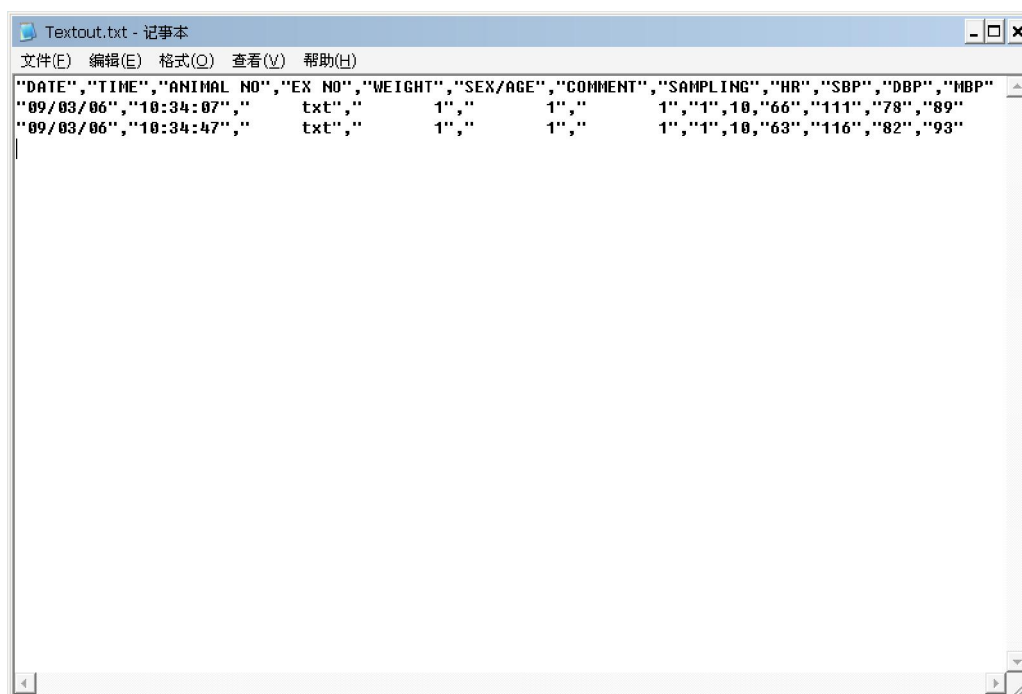 Textout.txt - 记事本
文件(F) 编辑(E) 格式(O) 查看(V) 帮助(H)
"DATE","TIME","ANIMAL NO","EX NO","WEIGHT","SEX/AGE","COMMENT","SAMPLING","HR","SBP","DBP","MBP"
"09/03/06","10:34:07","      txt","        1","        1","        1","1",10,"66","111","78","89"
"09/03/06","10:34:47","      txt","        1","        1","        1","1",10,"63","116","82","93"